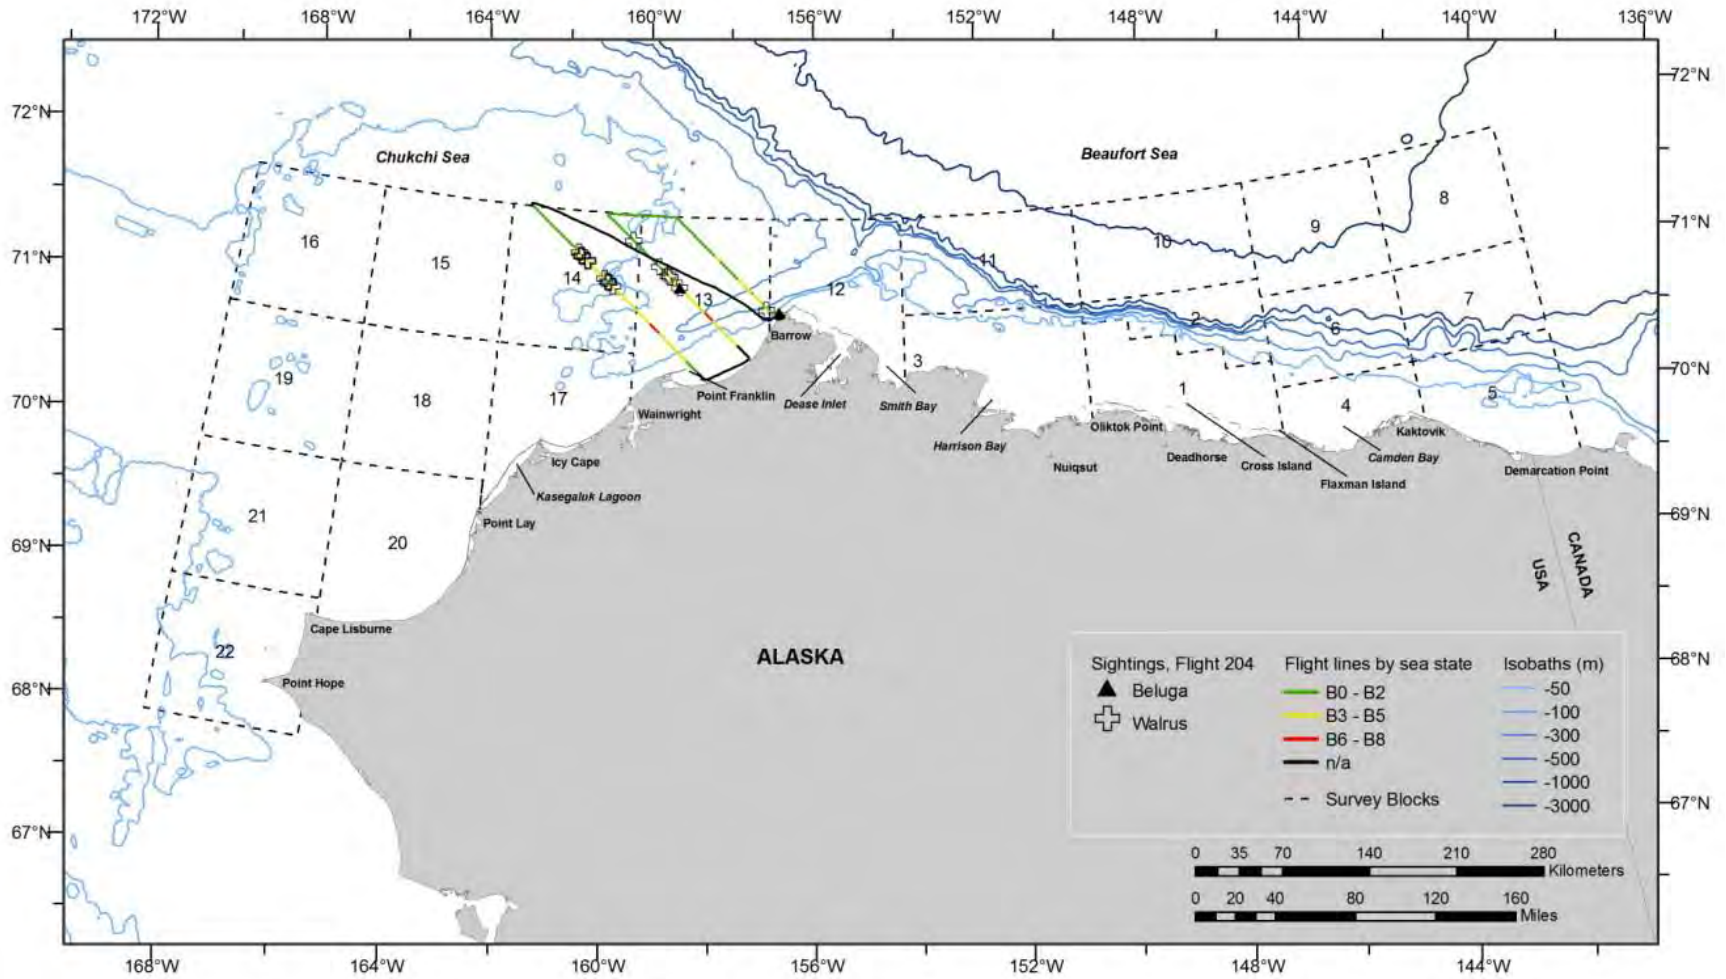 172°W 168°W 164°W 160°W 156°W 152°W 148°W 144°W 140°W 136°W
72°N 72°N
Chukchi Sea Beaufort Sea
0
8
9
16 10
71°N 15 11 71°N
14 13 12 7
2 6
Barrow
70°N 19 18 17 3 1 4 5 70°N
Point Franklin
Dease Inlet Smith Bay
Wainwright
Oliktok Point Kaktovik
Harrison Bay
Icy Cape Nuiqsut Deadhorse Cross Island Camden Bay
Demarcation Point
Flaxman Island
Kasegaluk Lagoon
21 Point Lay
69°N 20 69°N
USA CANADA
Cape Lisburne
22 ALASKA
68°N Point Hope 68°N
Sightings, Flight 204
Beluga
Walrus
Flight lines by sea state
B0 - B2
B3 - B5
B6 - B8
n/a
Survey Blocks
Isobaths (m)
-50
-100
-300
-500
-1000
-3000
67°N 67°N
0 35 70 140 210 280
Kilometers
0 20 40 80 120 160
Miles
168°W 164°W 160°W 156°W 152°W 148°W 144°W